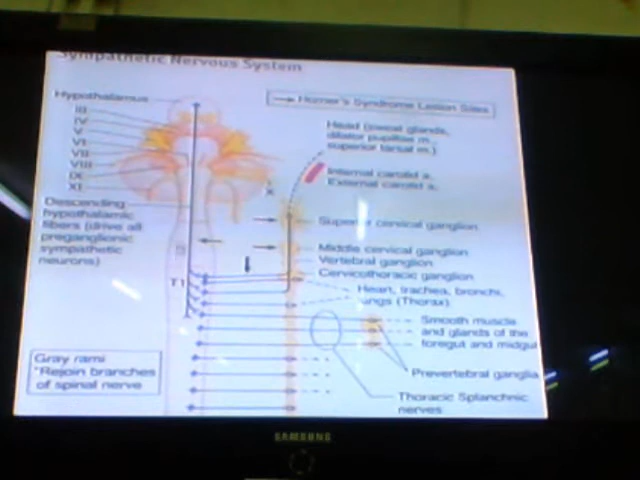 Sympathetic Nervous System
Hypothalamus
III
IV
V
VI
VII
VIII
IX
XI
Descending
hypothalamic
fibers (drive all
preganglionic
sympathetic
neurons)
T1
Gray rami
*Rejoin branches
of spinal nerve
X
Horner's Syndrome Lesion Sites
Head (sweat glands,
dilator pupillae m.,
superior tarsal m.)
Internal carotid a.
External carotid a.
Superior cervical ganglion
Middle cervical ganglion
Vertebral ganglion
Cervicothoracic ganglion
Heart, trachea, bronchi,
lungs (Thorax)
Smooth muscle
and glands of the
foregut and midgut
Prevertebral ganglia
Thoracic Splanchnic
nerves
SAMSUNG